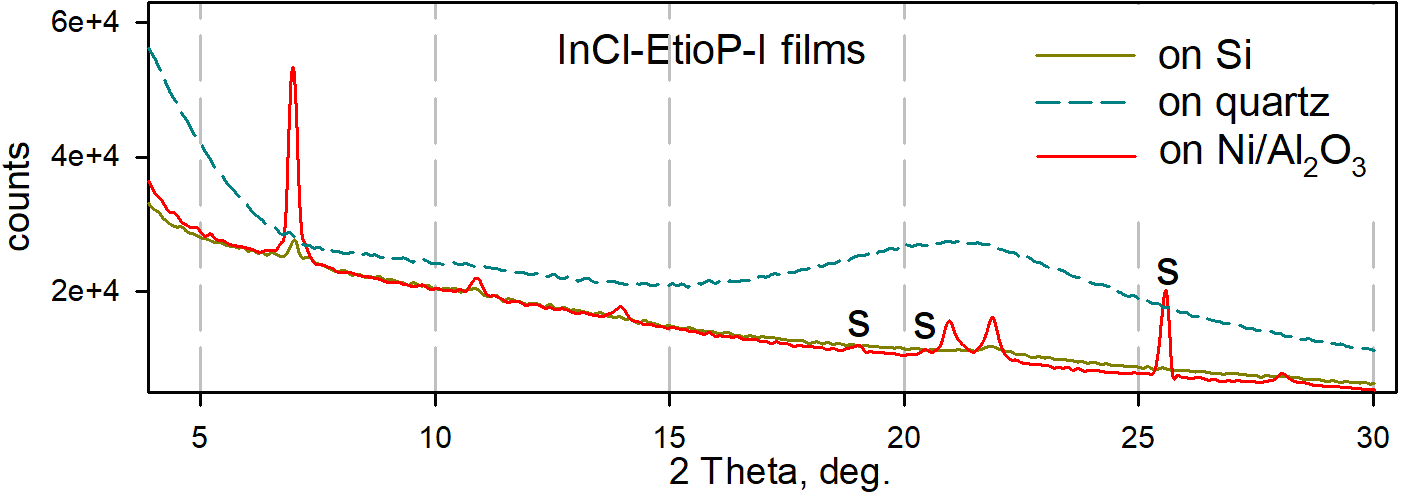 6e+4
4e+4
2e+4
counts
InCl-EtioP-I films
on Si
on quartz
on Ni/Al₂O₃
S
S
S
5 10 15 20 25 30
2 Theta, deg.